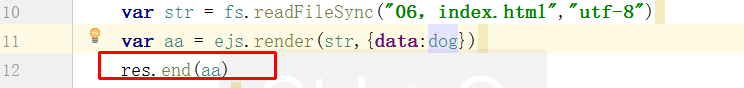 10 var str = fs.readFileSync("06, index.html","utf-8")
11 var aa = ejs.render(str,{data:dog})
12 res.end(aa)